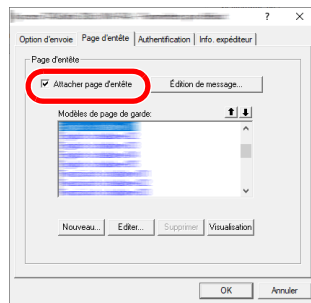 Option d'envoie Page d'entête Authentification Info. expéditeur
Page d'entête
Attacher page d'entête Édition de message...
Modèles de page de garde:
Nouveau... Editer... Supprimer Visualisation
OK Annuler